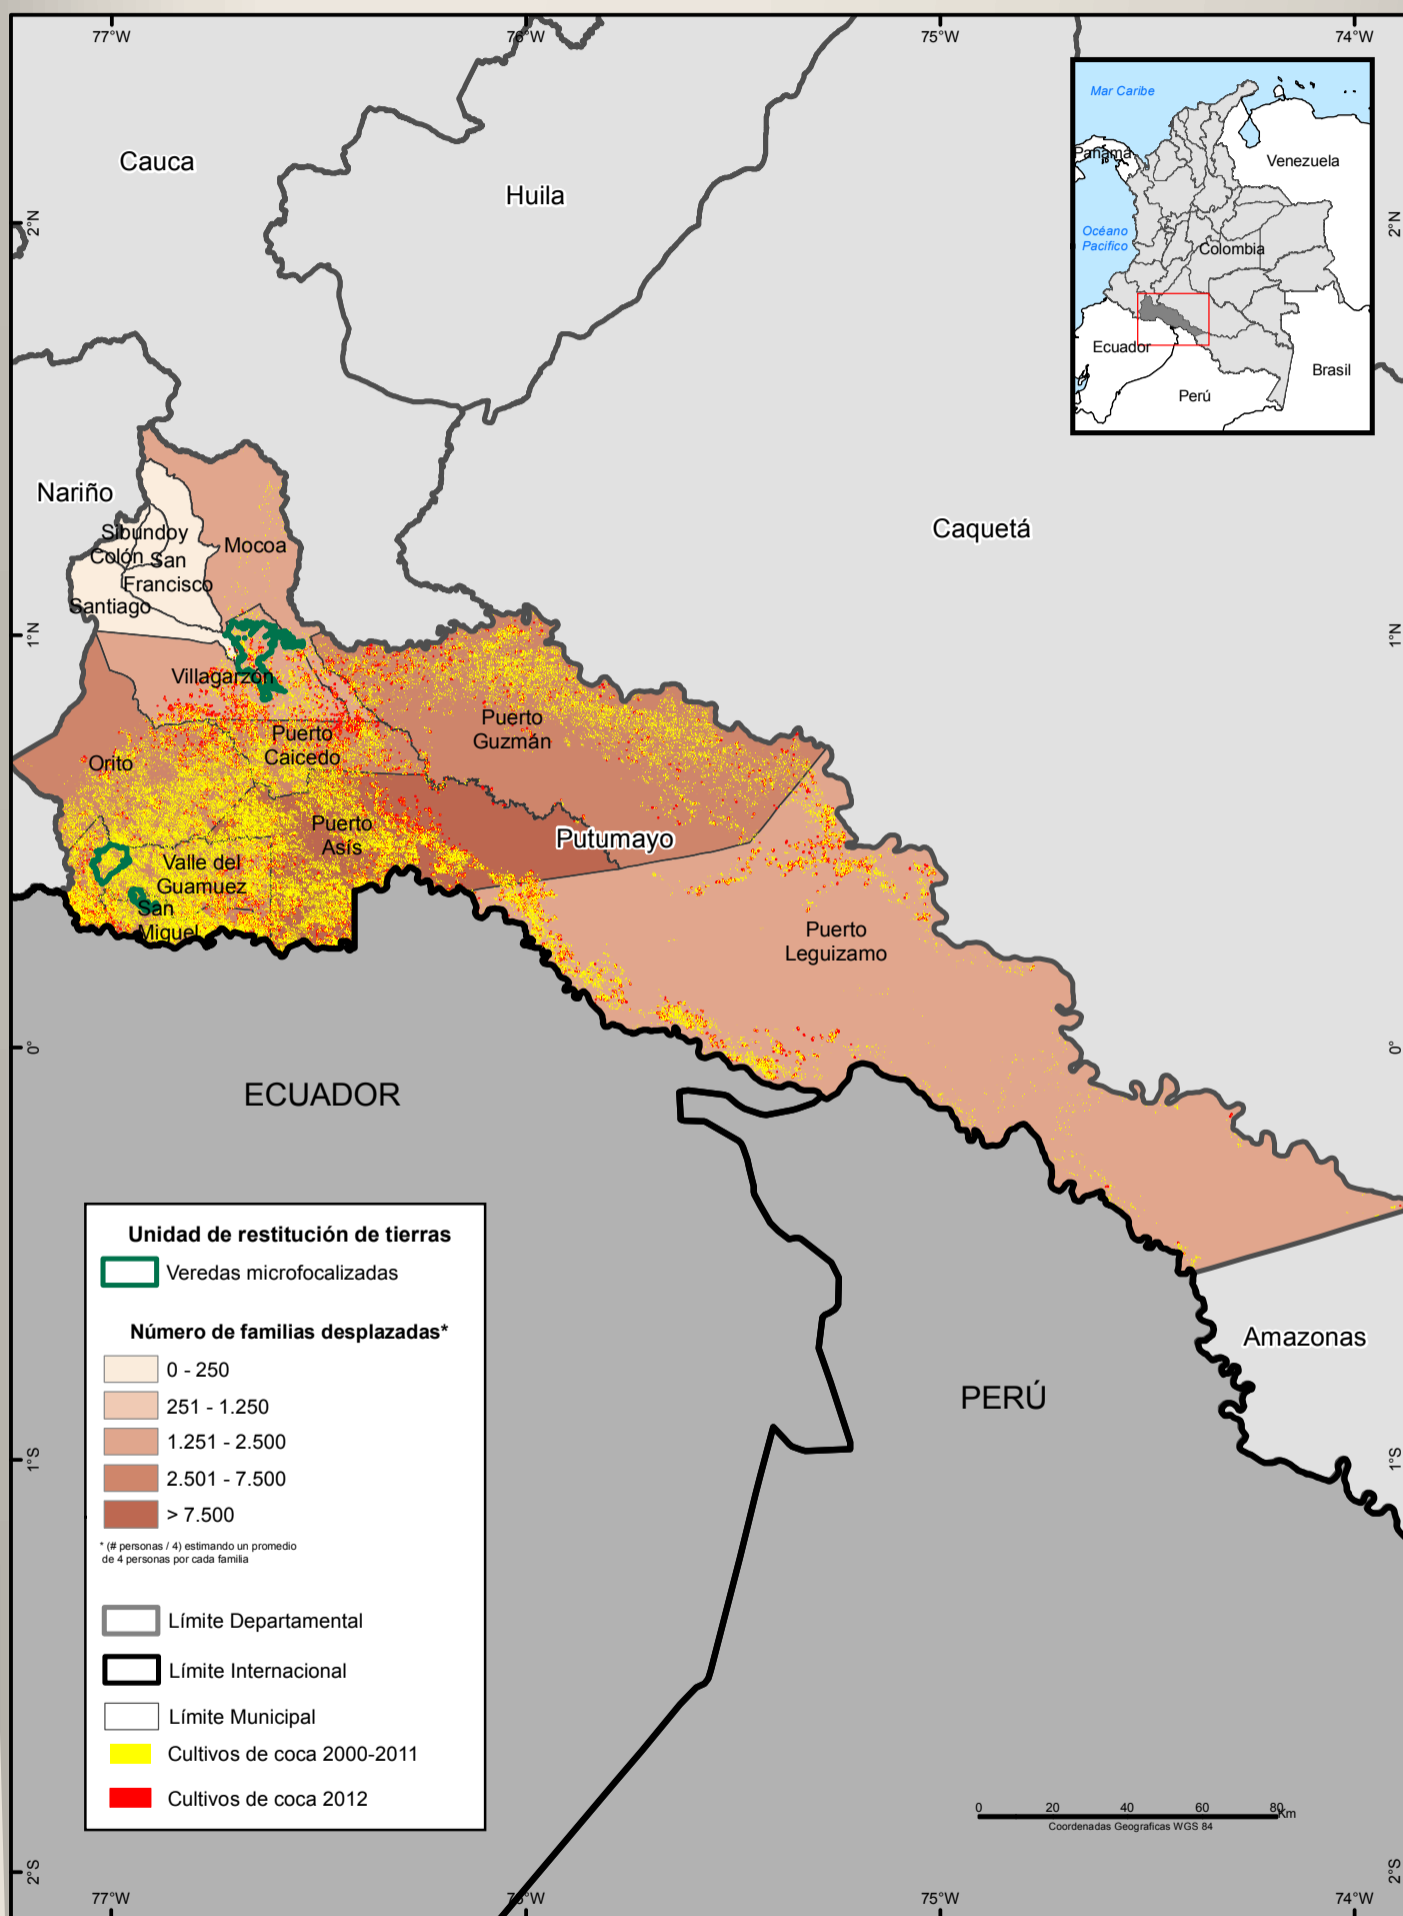 77°W
76°W
75°W
74°W
Mar Caribe
Panamá
Venezuela
Océano
Pacífico
Colombia
Ecuador
Brasil
Perú
Cauca
Huila
2°N
2°N
Nariño
Caquetá
Sibundoy
Colón
San
Francisco
Santiago
Mocoa
1°N
1°N
Villagarzón
Puerto
Guzmán
Puerto
Caicedo
Orito
Puerto
Asís
Putumayo
Valle del
Guamuez
San
Miquel
Puerto
Leguizamo
0°
0°
ECUADOR
Unidad de restitución de tierras
Veredas microfocalizadas
Número de familias desplazadas*
0 - 250
251 - 1.250
1.251 - 2.500
2.501 - 7.500
> 7.500
* (# personas / 4) estimando un promedio
de 4 personas por cada familia
Límite Departamental
Límite Internacional
Límite Municipal
Cultivos de coca 2000-2011
Cultivos de coca 2012
Amazonas
PERÚ
1°S
1°S
0 20 40 60 80 Km
Coordenadas Geograficas WGS 84
2°S
2°S
77°W
76°W
75°W
74°W